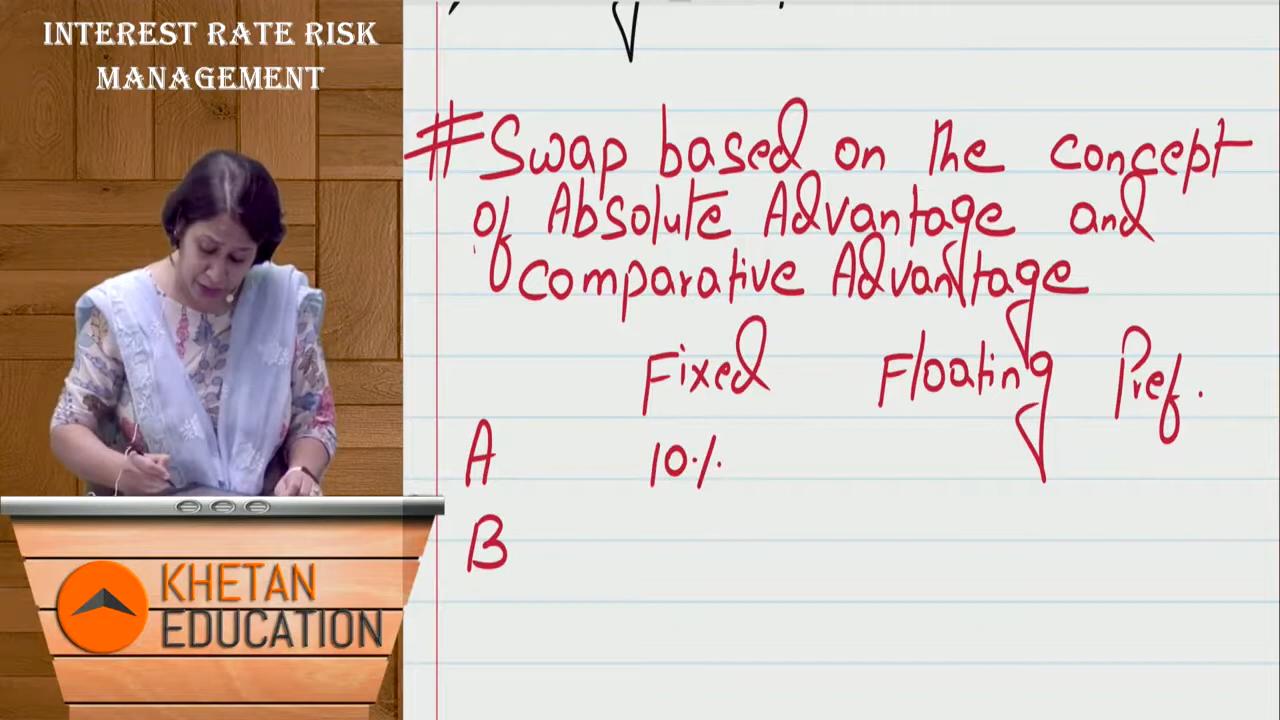 INTEREST RATE RISK
MANAGEMENT
# Swap based on the concept
of Absolute Advantage and
comparative Advantage
Fixed Floating Pref.
A 10%
B
KHETAN
EDUCATION